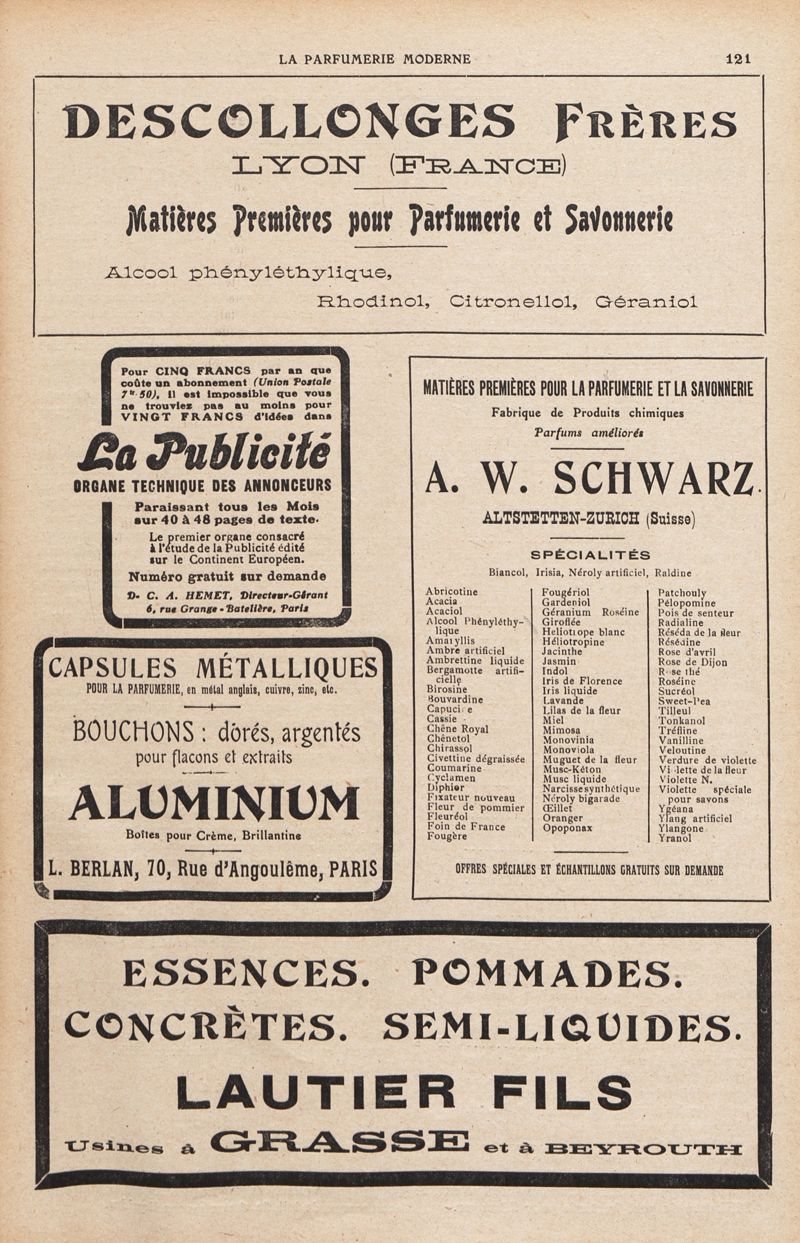 LA PARFUMERIE MODERNE 121
DESCOLLONGES FRÈRES
LYON (FRANCE)
Matières Premières pour Parfumerie et Savonnerie
Alcool phényléthylique,
Rhodinol, Citronellol, Géraniol
Pour CINQ FRANCS par an que
coûte un abonnement (Union Postale
7 fr. 50), il est impossible que vous
ne trouviez pas au moins pour
VINGT FRANCS d'idées dans
La Publicité
ORGANE TECHNIQUE DES ANNONCEURS
Paraissant tous les Mois
sur 40 à 48 pages de texte.
Le premier organe consacré
à l'étude de la Publicité édité
sur le Continent Européen.
Numéro gratuit sur demande
D. C. A. HEMET, Directeur-Gérant
6, rue Grange-Batelière, Paris
CAPSULES MÉTALLIQUES
POUR LA PARFUMERIE, en métal anglais, cuivre, zinc, etc.
BOUCHONS : dorés, argentés
pour flacons et extraits
ALUMINIUM
Boîtes pour Crème, Brillantine
L. BERLAN, 70, Rue d'Angoulême, PARIS
MATIÈRES PREMIÈRES POUR LA PARFUMERIE ET LA SAVONNERIE
Fabrique de Produits chimiques
Parfums améliorés
A. W. SCHWARZ.
ALTSTETTEN-ZURICH (Suisse)
SPÉCIALITÉS
Biancol, Irisia, Néroly artificiel, Raldine
Abricotine
Acacia
Acaciol
Alcool Phényléthy-
lique
Amaryllis
Ambre artificiel
Ambrettine liquide
Bergamotte artifi-
cielle
Birosine
Bouvardine
Capucine
Cassie
Chêne Royal
Chénetol
Chirassol
Civettine dégraissée
Coumarine
Cyclamen
Diphier
Fixateur nouveau
Fleur de pommier
Fleuréol
Foin de France
Fougère
Fougériol
Gardeniol
Géranium Roséine
Giroflée
Heliotrope blanc
Héliotropine
Jacinthe
Jasmin
Indol
Iris de Florence
Iris liquide
Lavande
Lilas de la fleur
Miel
Mimosa
Monovinia
Monoviola
Muguet de la fleur
Musc-Kéton
Musc liquide
Narcisse synthétique
Néroly bigarade
Œillet
Oranger
Opoponax
Patchouly
Pélopomine
Pois de senteur
Radialine
Réséda de la fleur
Résédine
Rose d'avril
Rose de Dijon
Rose thé
Roséine
Sucréol
Sweet-Pea
Tilleul
Tonkanol
Tréfline
Vanilline
Veloutine
Verdure de violette
Violette de la fleur
Violette N.
Violette spéciale
pour savons
Ygéana
Ylang artificiel
Ylangone
Yranol
OFFRES SPÉCIALES ET ÉCHANTILLONS GRATUITS SUR DEMANDE
ESSENCES. POMMADES.
CONCRÈTES. SEMI-LIQUIDES.
LAUTIER FILS
Usines à GRASSE et à BEYROUTH